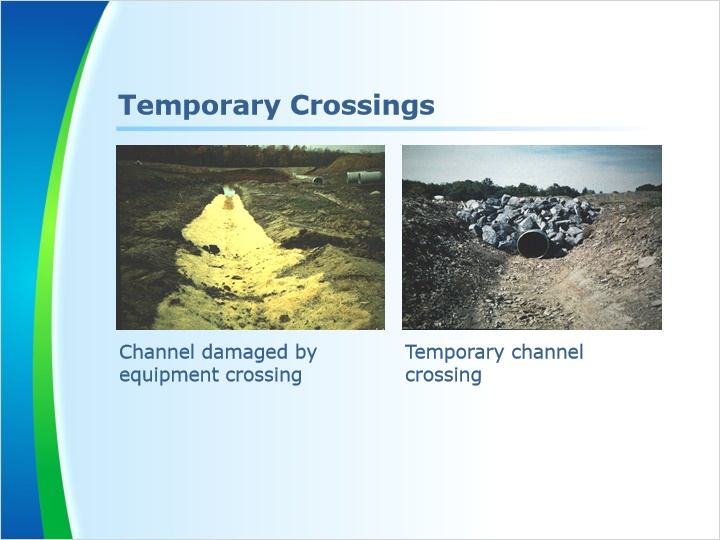 Temporary Crossings
Channel damaged by
equipment crossing
Temporary channel
crossing